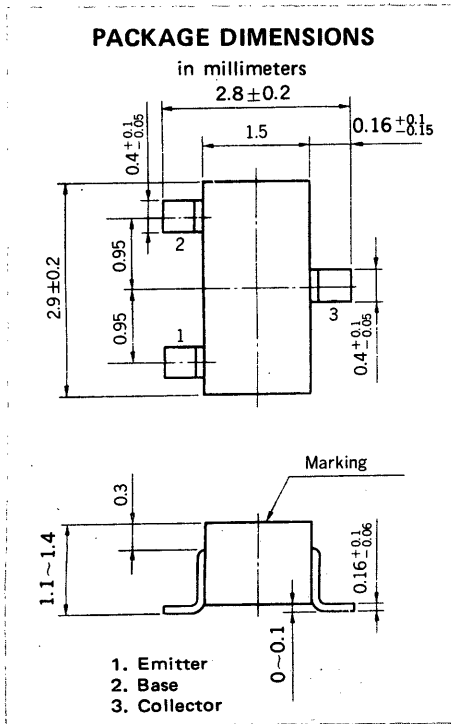 PACKAGE DIMENSIONS
in millimeters
2.8±0.2
1.5
0.16 +0.1 −0.15
0.4 +0.1 −0.05
2
0.95
2.9±0.2
0.95
1
3
0.4 +0.1 −0.05
Marking
0.3
1.1~1.4
0.16 +0.1 −0.06
0~0.1
1. Emitter
2. Base
3. Collector